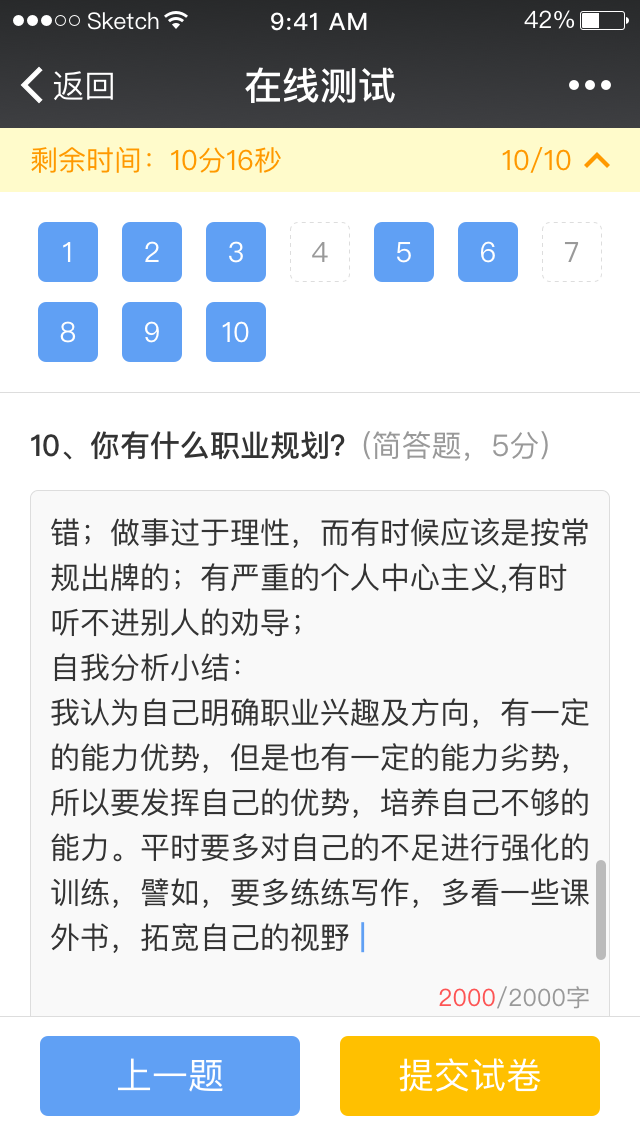 Sketch 9:41 AM 42%
返回 在线测试
剩余时间：10分16秒 10/10
1 2 3 4 5 6 7
8 9 10
10、你有什么职业规划？（简答题，5分）
错；做事过于理性，而有时候应该是按常
规出牌的；有严重的个人中心主义,有时
听不进别人的劝导；
自我分析小结：
我认为自己明确职业兴趣及方向，有一定
的能力优势，但是也有一定的能力劣势，
所以要发挥自己的优势，培养自己不够的
能力。平时要多对自己的不足进行强化的
训练，譬如，要多练练写作，多看一些课
外书，拓宽自己的视野
2000/2000字
上一题 提交试卷